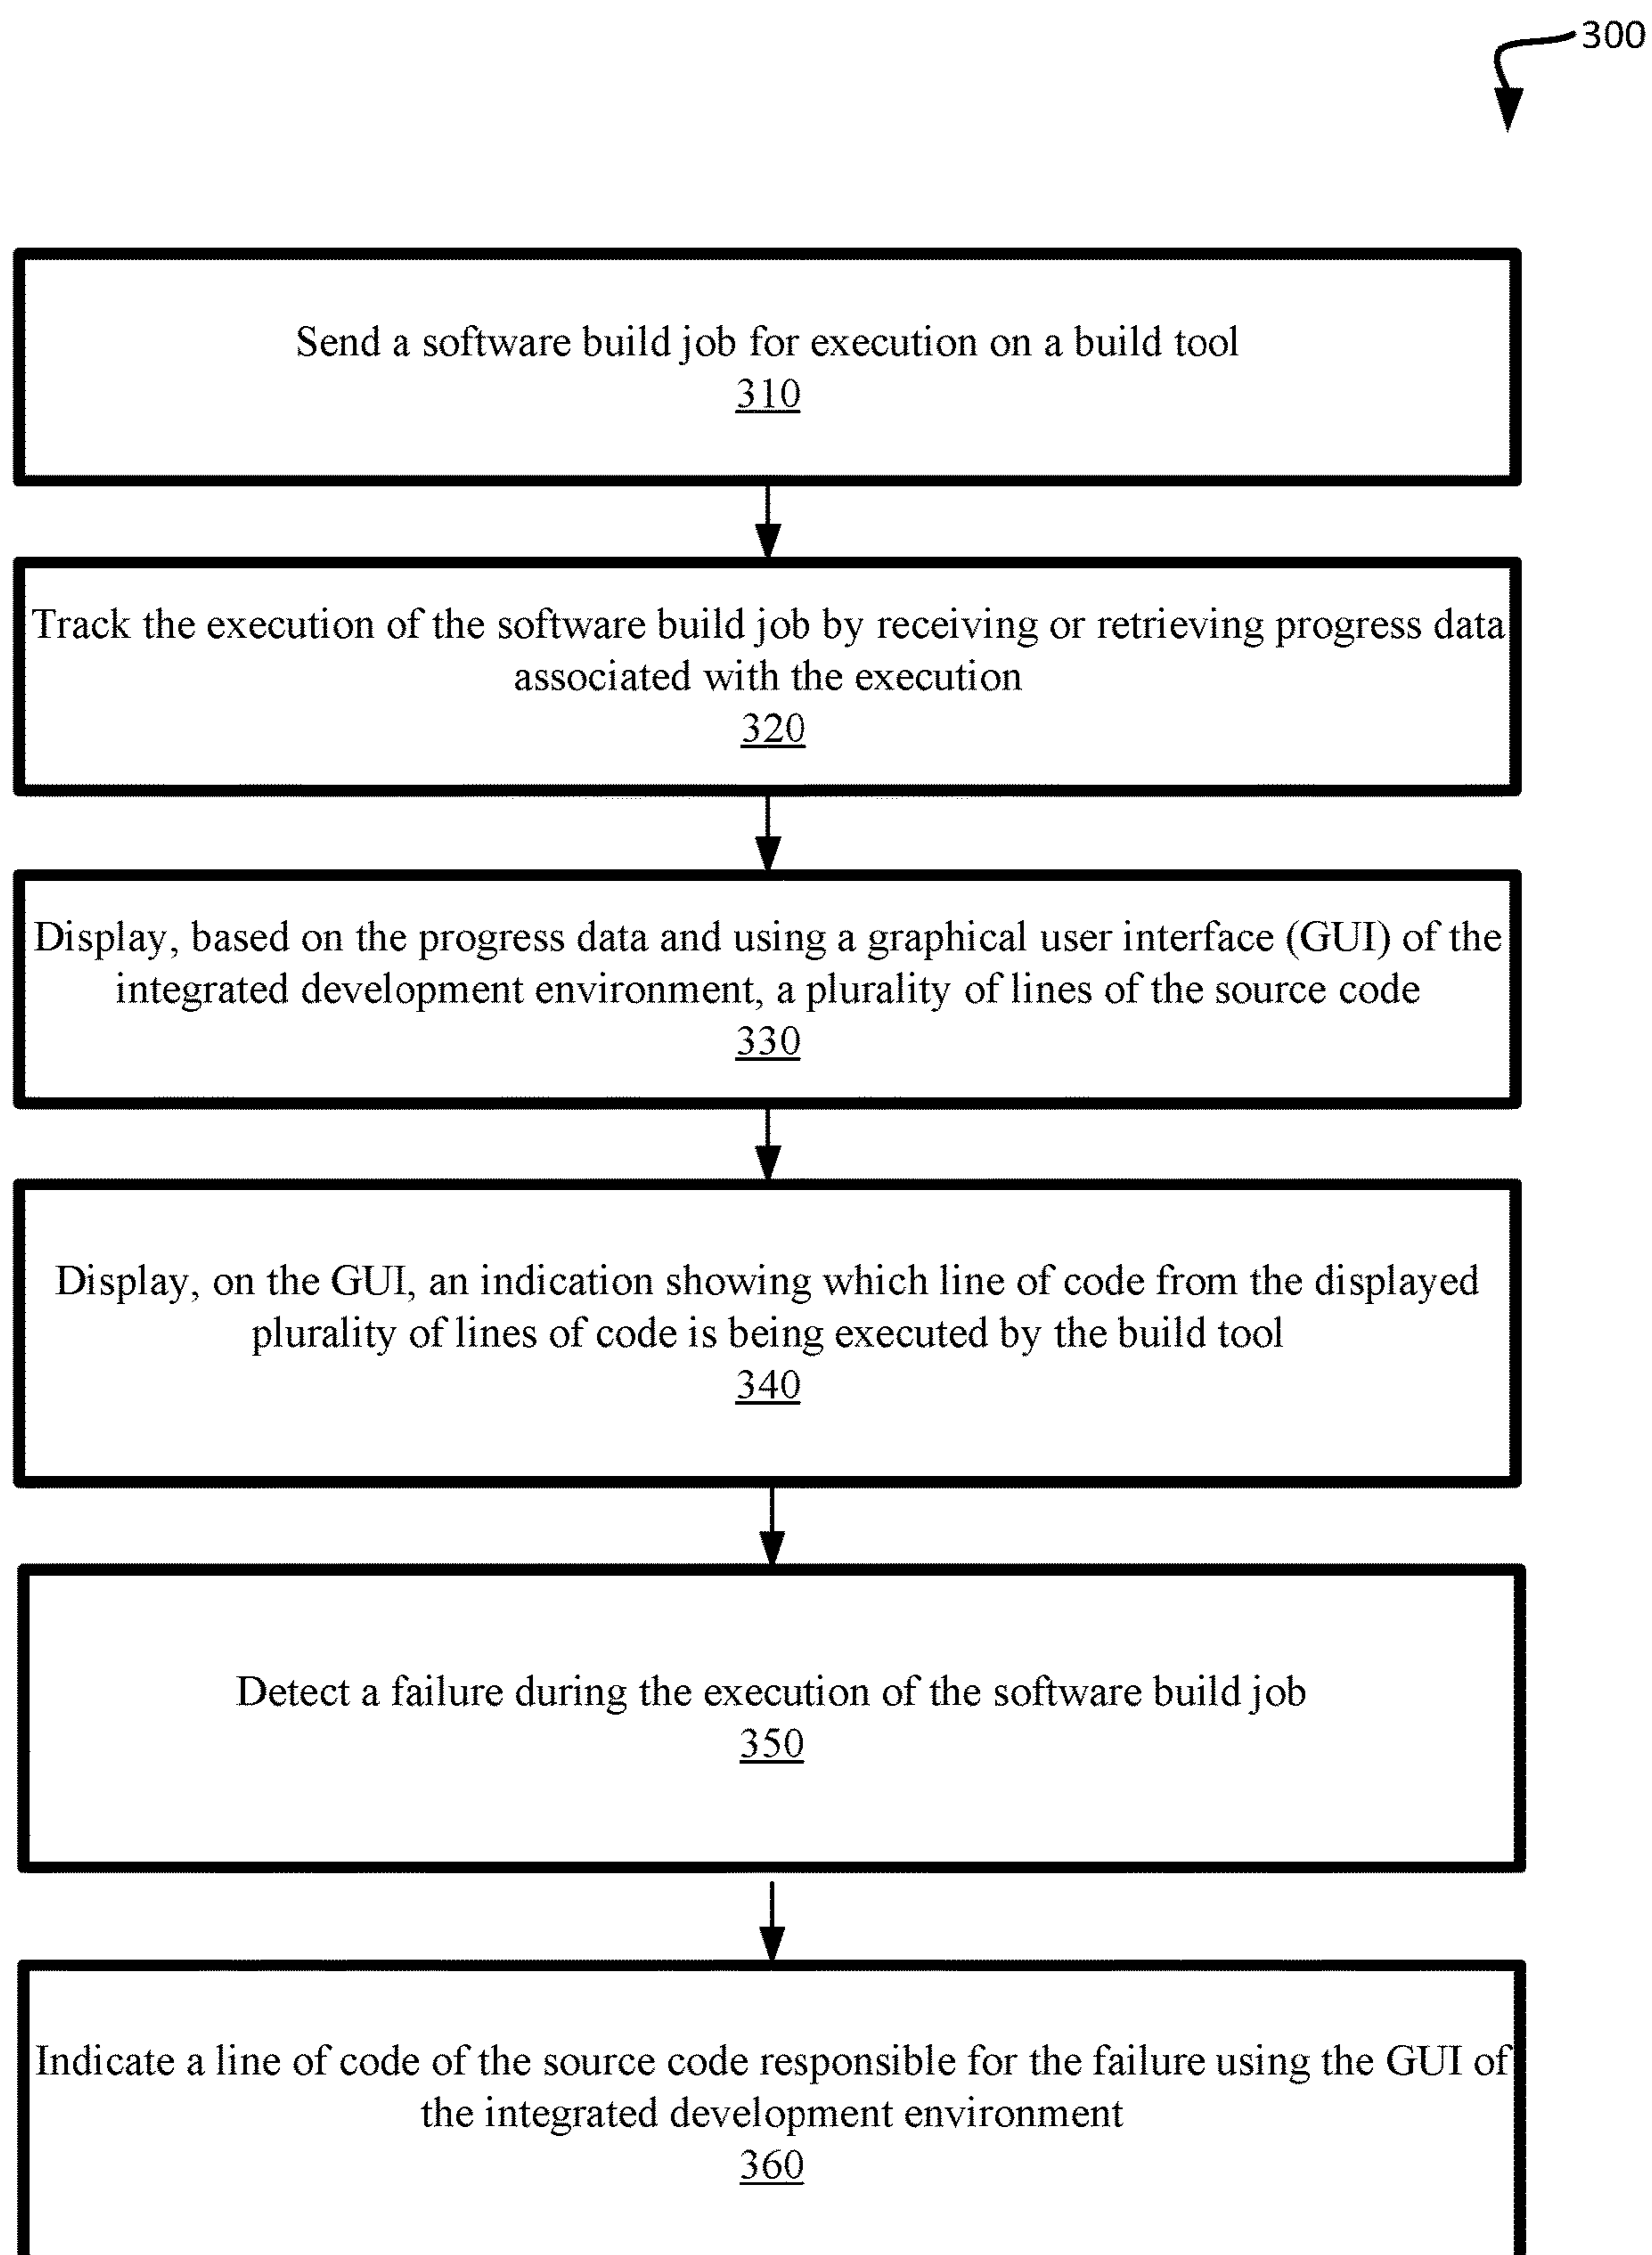 300
Send a software build job for execution on a build tool
310
Track the execution of the software build job by receiving or retrieving progress data
associated with the execution
320
Display, based on the progress data and using a graphical user interface (GUI) of the
integrated development environment, a plurality of lines of the source code
330
Display, on the GUI, an indication showing which line of code from the displayed
plurality of lines of code is being executed by the build tool
340
Detect a failure during the execution of the software build job
350
Indicate a line of code of the source code responsible for the failure using the GUI of
the integrated development environment
360